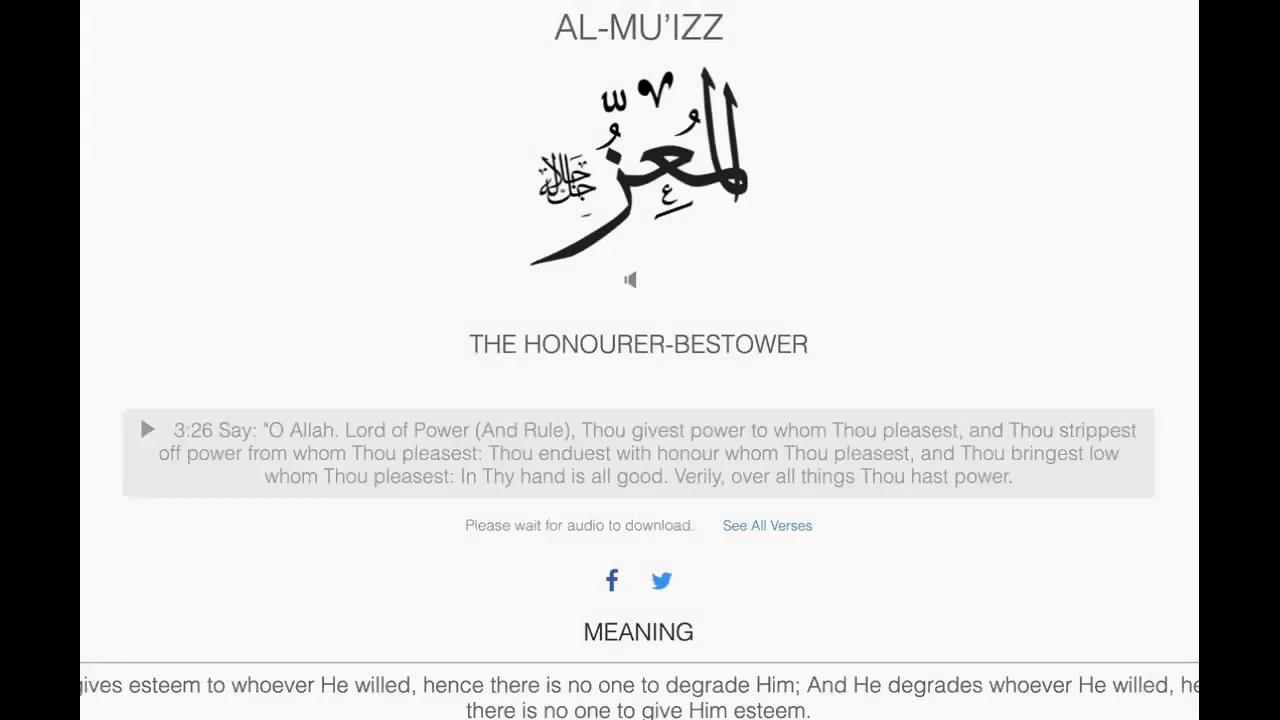 AL-MU’IZZ
المُعِزُّ
جل جلاله
THE HONOURER-BESTOWER
3:26 Say: "O Allah. Lord of Power (And Rule), Thou givest power to whom Thou pleasest, and Thou strippest
off power from whom Thou pleasest: Thou enduest with honour whom Thou pleasest, and Thou bringest low
whom Thou pleasest: In Thy hand is all good. Verily, over all things Thou hast power.
Please wait for audio to download. See All Verses
MEANING
gives esteem to whoever He willed, hence there is no one to degrade Him; And He degrades whoever He willed, he
there is no one to give Him esteem.